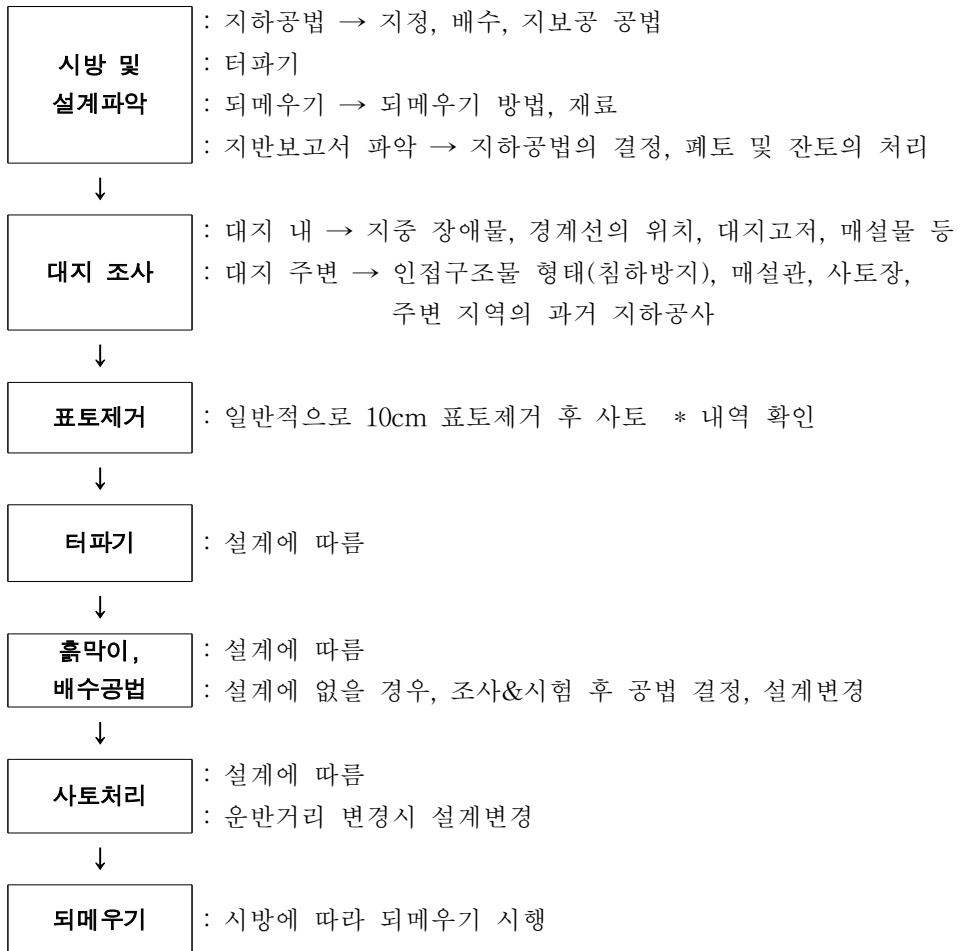 시방 및
설계파악
: 지하공법 → 지정, 배수, 지보공 공법
: 터파기
: 되메우기 → 되메우기 방법, 재료
: 지반보고서 파악 → 지하공법의 결정, 폐토 및 잔토의 처리
↓
대지 조사
: 대지 내 → 지중 장애물, 경계선의 위치, 대지고저, 매설물 등
: 대지 주변 → 인접구조물 형태(침하방지), 매설관, 사토장,
주변 지역의 과거 지하공사
↓
표토제거
: 일반적으로 10cm 표토제거 후 사토 * 내역 확인
↓
터파기
: 설계에 따름
↓
흙막이,
배수공법
: 설계에 따름
: 설계에 없을 경우, 조사&시험 후 공법 결정, 설계변경
↓
사토처리
: 설계에 따름
: 운반거리 변경시 설계변경
↓
되메우기
: 시방에 따라 되메우기 시행